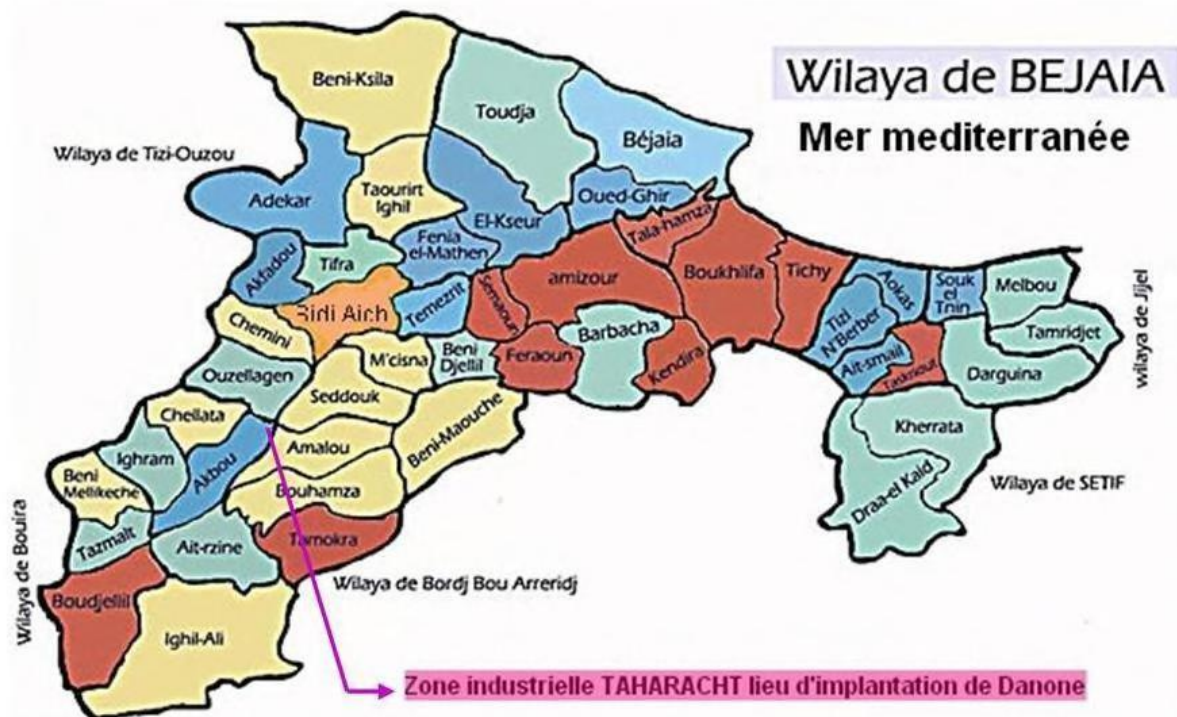 Wilaya de BEJAIA
Mer mediterranée
Beni-Ksila
Toudja
Béjaia
Wilaya de Tizi-Ouzou
Adekar
Taourirt
Ighil
El-Kseur
Oued-Ghir
Tala-hamza
Fenia
el-Mathen
Akfadou
Tifra
amizour
Boukhlifa
Tichy
Aokas
Souk
el
Tnin
Melbou
Wilaya de Jijel
Sidi Aich
Temezrit
Semaoun
Tizi
N'Berber
Tamridjet
Chemini
M'cisna
Beni
Djellil
Feraoun
Barbacha
Kendira
Ait-smail
Taskriout
Darguina
Ouzellagen
Seddouk
Beni-Maouche
Kherrata
Chellata
Amalou
Ighram
Akbou
Draa-el Kaid
Wilaya de SETIF
Beni
Mellikeche
Bouhamza
Tazmalt
Ait-rzine
Tamokra
Wilaya de Bouira
Wilaya de Bordj Bou Arreridj
Boudjellil
Ighil-Ali
Zone industrielle TAHARACHT lieu d'implantation de Danone